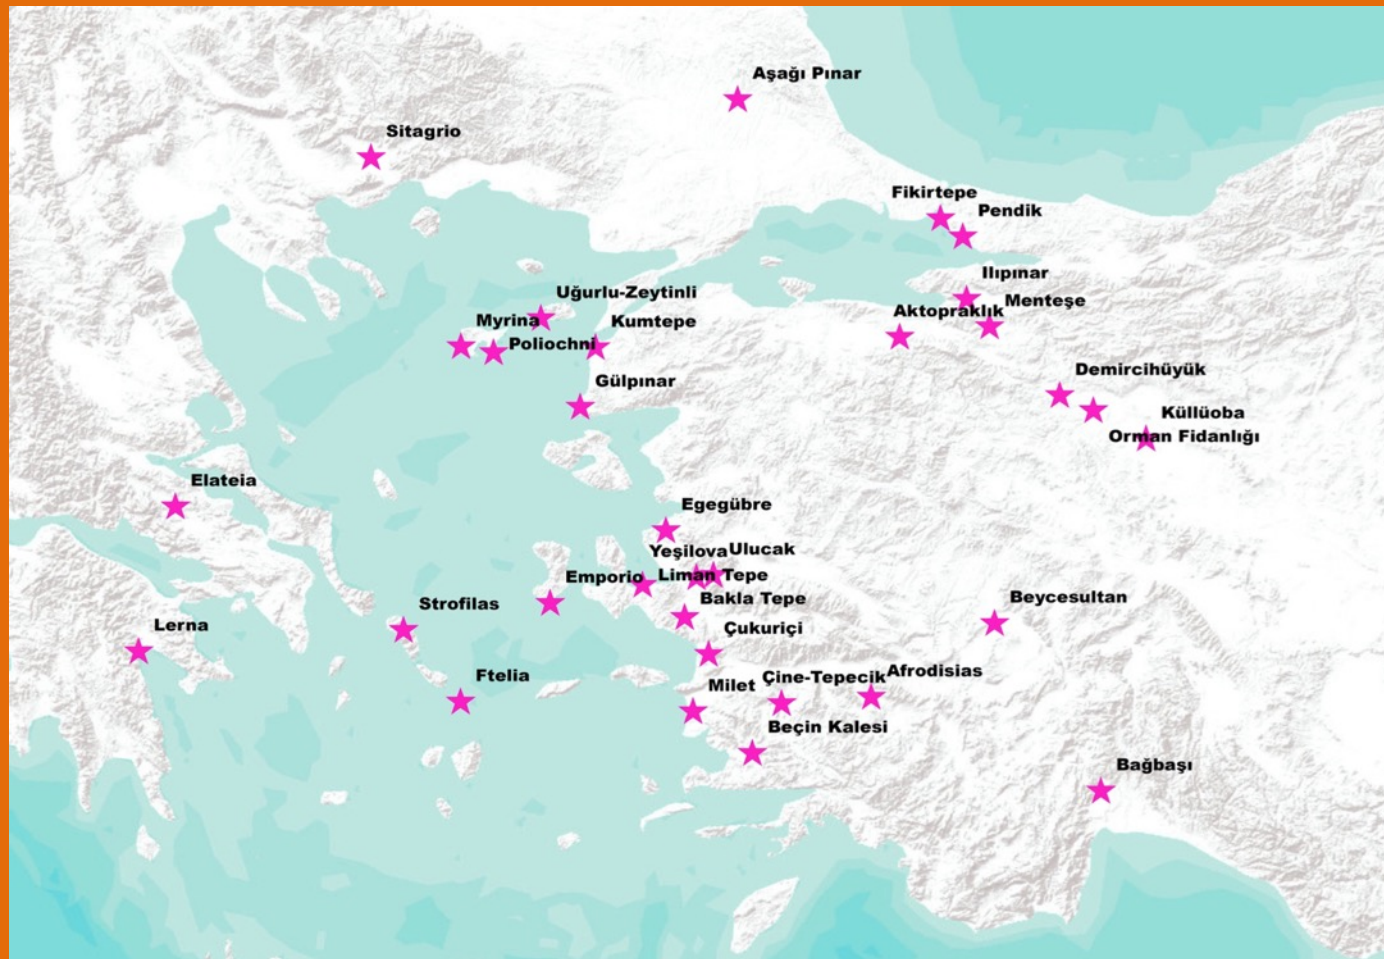 Aşağı Pınar
Sitagrio
Fikirtepe
Pendik
Ilıpınar
Uğurlu-Zeytinli
Menteşe
Aktopraklık
Myrina
Kumtepe
Poliochni
Demircihüyük
Gülpınar
Küllüoba
Orman Fidanlığı
Elateia
Egegübre
Yeşilova
Ulucak
Emporio
Liman Tepe
Beycesultan
Bakla Tepe
Strofilas
Lerna
Çukuriçi
Afrodisias
Ftelia
Çine-Tepecik
Milet
Beçin Kalesi
Bağbaşı